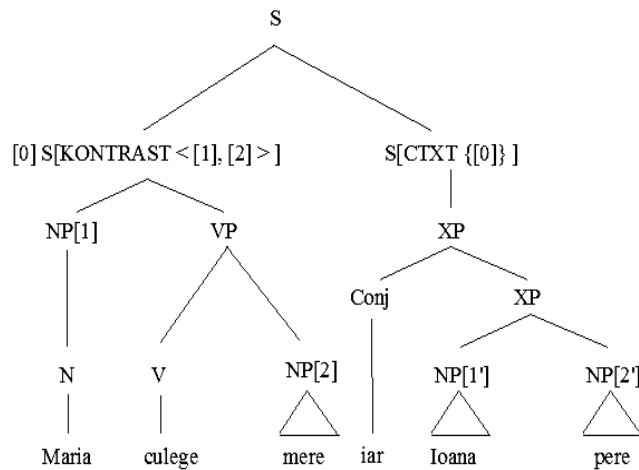 S
[0] S[KONTRAST < [1], [2] > ] S[CTXT {[0]} ]
NP[1] VP XP
Conj XP
N V NP[2] NP[1'] NP[2']
Maria culege mere iar Ioana pere